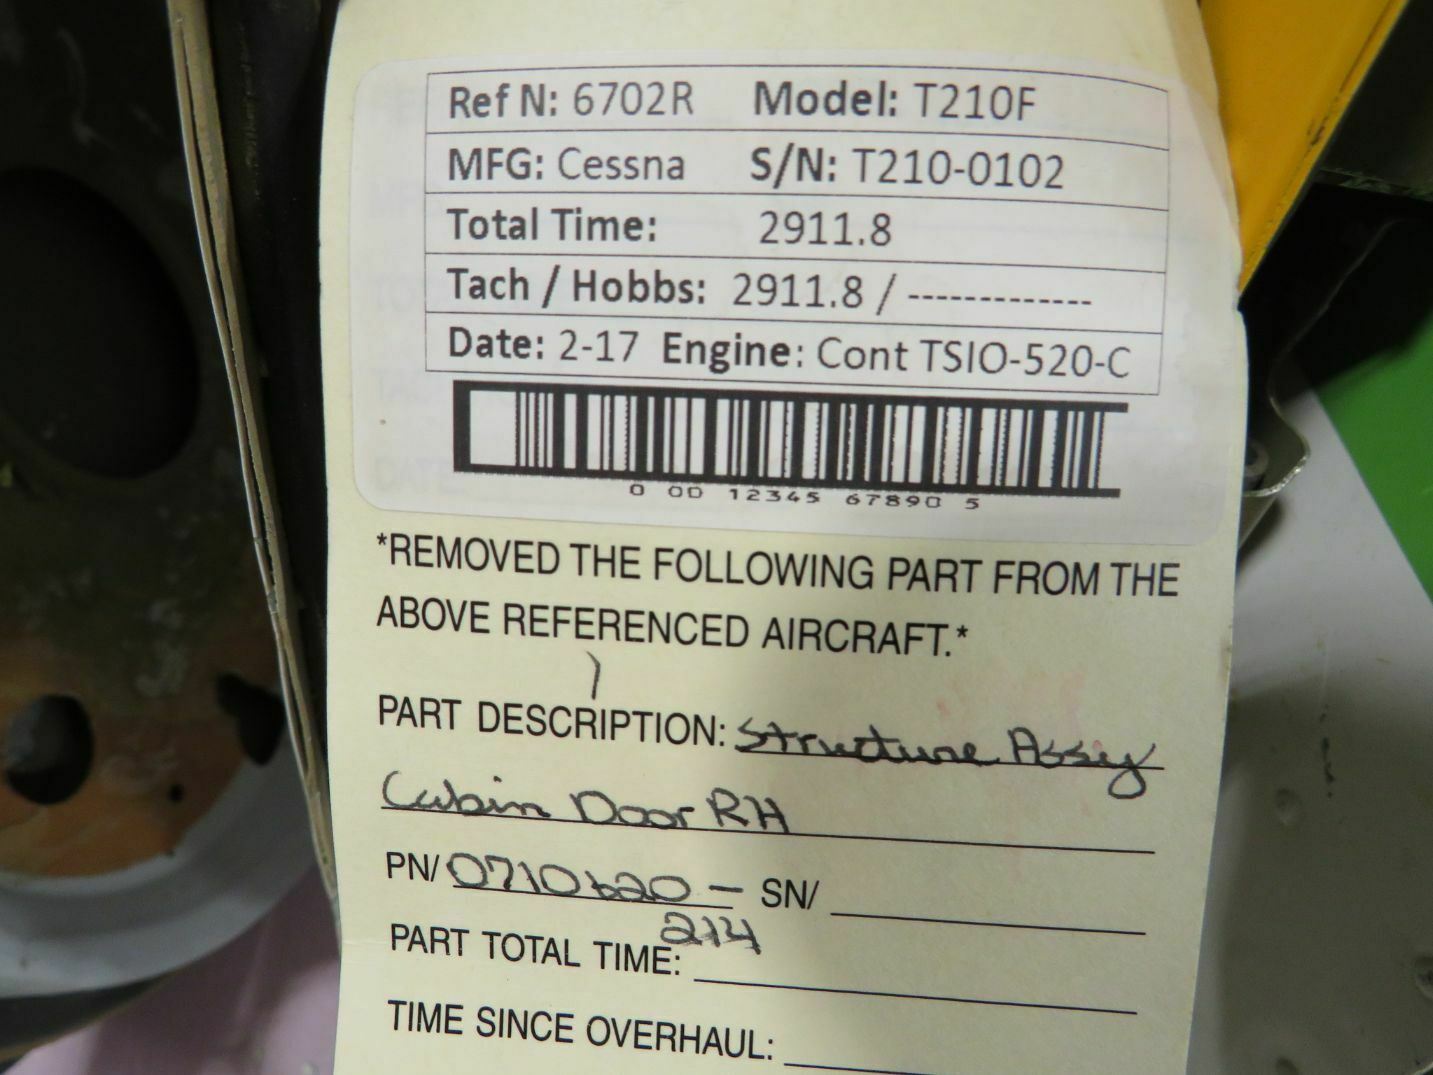 Ref N: 6702R Model: T210F
MFG: Cessna S/N: T210-0102
Total Time: 2911.8
Tach / Hobbs: 2911.8 / -------------
Date: 2-17 Engine: Cont TSIO-520-C
0 00 12345 67890 5
*REMOVED THE FOLLOWING PART FROM THE
ABOVE REFERENCED AIRCRAFT.*
PART DESCRIPTION: Structure Assy
Cabin Door RH
PN/ 0710620 - SN/
214
PART TOTAL TIME:
TIME SINCE OVERHAUL: